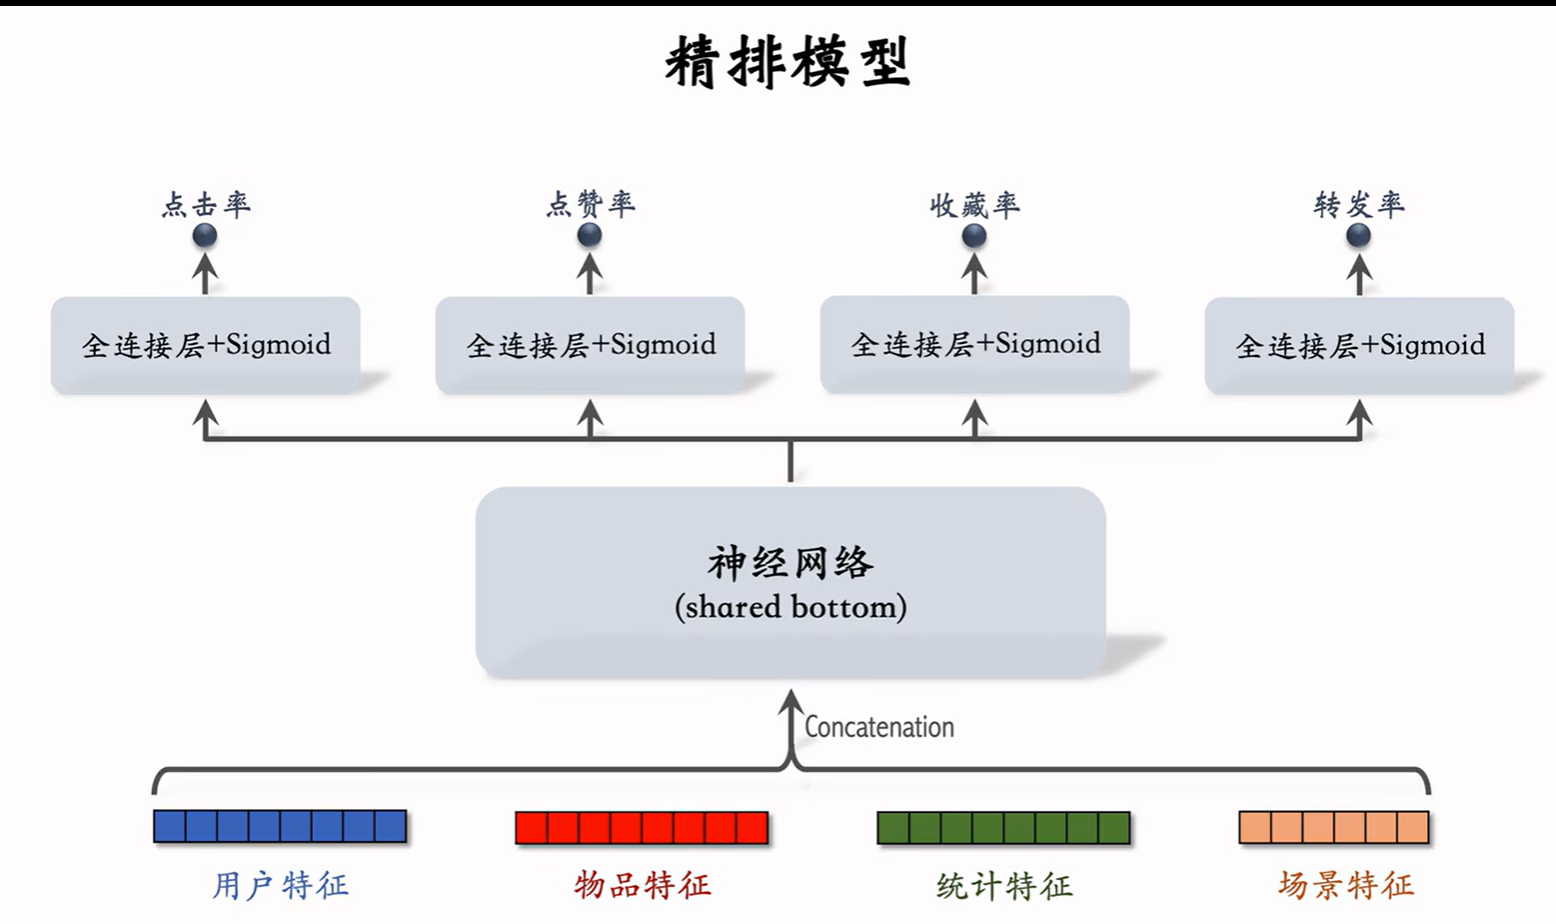 精排模型
点击率
点赞率
收藏率
转发率
全连接层+Sigmoid
全连接层+Sigmoid
全连接层+Sigmoid
全连接层+Sigmoid
神经网络
(shared bottom)
Concatenation
用户特征
物品特征
统计特征
场景特征